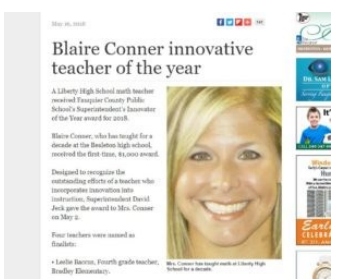 May 10, 2018
Blaire Conner innovative
teacher of the year
A Liberty High School math teacher
received Fauquier County Public
School's Superintendent's Innovator
of the Year award for 2018.
Blaire Conner, who has taught for a
decade at the Bealeton high school,
received the first-time, $1,000 award.
Designed to recognize the
outstanding efforts of a teacher who
incorporates innovation into
instruction, Superintendent David
Jeck gave the award to Mrs. Conner
on May 2.
Four teachers were named as
finalists:
• Leslie Baccus, Fourth grade teacher,
Bradley Elementary.
Mrs. Conner has taught math at Liberty High
School for a decade.